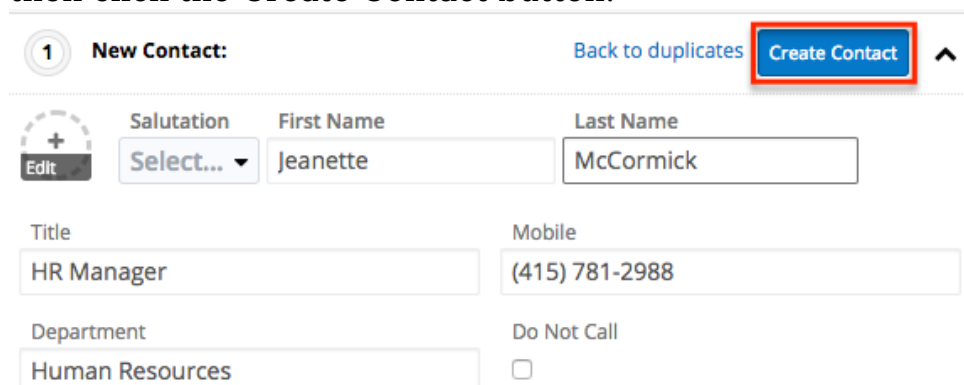 then click the Create Contact button.
1 New Contact: Back to duplicates Create Contact
Salutation First Name Last Name
+
Edit Select... Jeanette McCormick
Title Mobile
HR Manager (415) 781-2988
Department Do Not Call
Human Resources